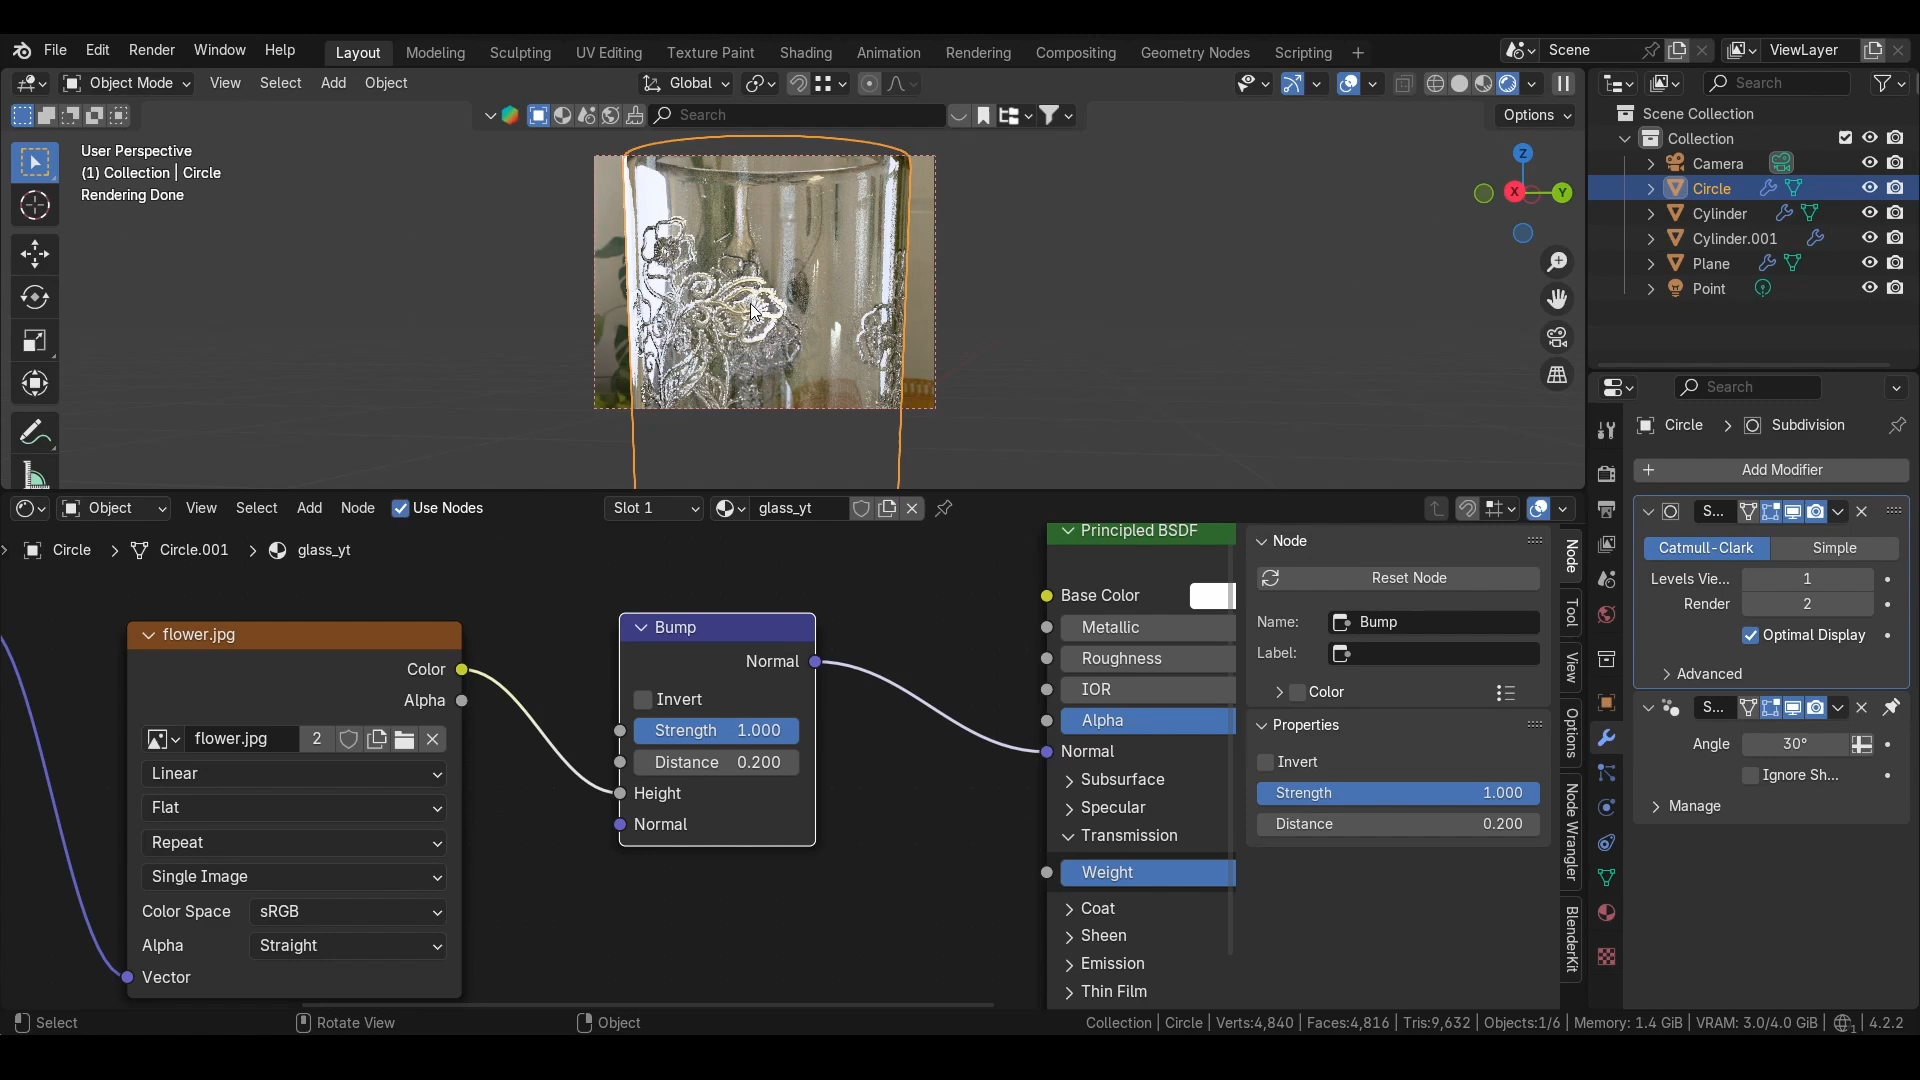 File Edit Render Window Help Layout Modeling Sculpting UV Editing Texture Paint Shading Animation Rendering Compositing Geometry Nodes Scripting + Scene ViewLayer
Object Mode View Select Add Object Global Search
Search Options
User Perspective
(1) Collection | Circle
Rendering Done
Z
X
Y
Scene Collection
Collection
Camera
Circle
Cylinder
Cylinder.001
Plane
Point
Search
Circle > Subdivision
Add Modifier
S...
Catmull-Clark Simple
Levels Vie... 1
Render 2
Optimal Display
Advanced
S...
Angle 30°
Ignore Sh...
Manage
Object View Select Add Node Use Nodes Slot 1 glass_yt
Circle > Circle.001 > glass_yt
flower.jpg
Color
Alpha
flower.jpg 2
Linear
Flat
Repeat
Single Image
Color Space sRGB
Alpha Straight
Vector
Bump
Normal
Invert
Strength 1.000
Distance 0.200
Height
Normal
Principled BSDF
Base Color
Metallic
Roughness
IOR
Alpha
Normal
Subsurface
Specular
Transmission
Weight
Coat
Sheen
Emission
Thin Film
Node
Reset Node
Name: Bump
Label:
Color
Properties
Invert
Strength 1.000
Distance 0.200
Node
Tool
View
Options
Node Wrangler
BlenderKit
Select Rotate View Object Collection | Circle | Verts:4,840 | Faces:4,816 | Tris:9,632 | Objects:1/6 | Memory: 1.4 GiB | VRAM: 3.0/4.0 GiB | 1 | 4.2.2